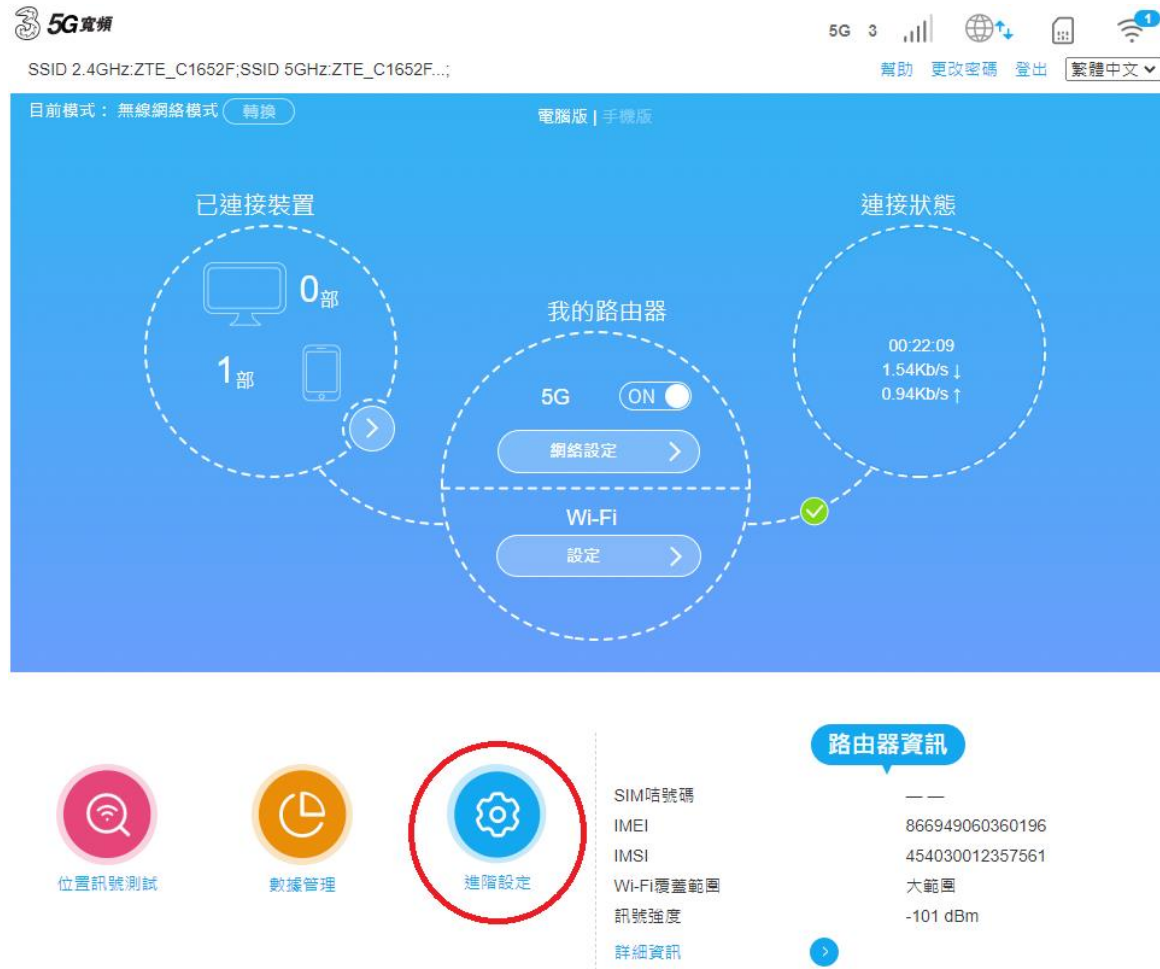 3 5G寬頻
5G 3 1
SSID 2.4GHz:ZTE_C1652F;SSID 5GHz:ZTE_C1652F...;
幫助 更改密碼 登出 繁體中文
目前模式： 無線網絡模式 轉換
電腦版 | 手機版
已連接裝置
連接狀態
0部
我的路由器
1部
00:22:09
1.54Kb/s ↓
0.94Kb/s ↑
5G ON
網絡設定
Wi-Fi
設定
路由器資訊
SIM咭號碼 — —
IMEI 866949060360196
IMSI 454030012357561
Wi-Fi覆蓋範圍 大範圍
訊號強度 -101 dBm
詳細資訊
位置訊號測試
數據管理
進階設定